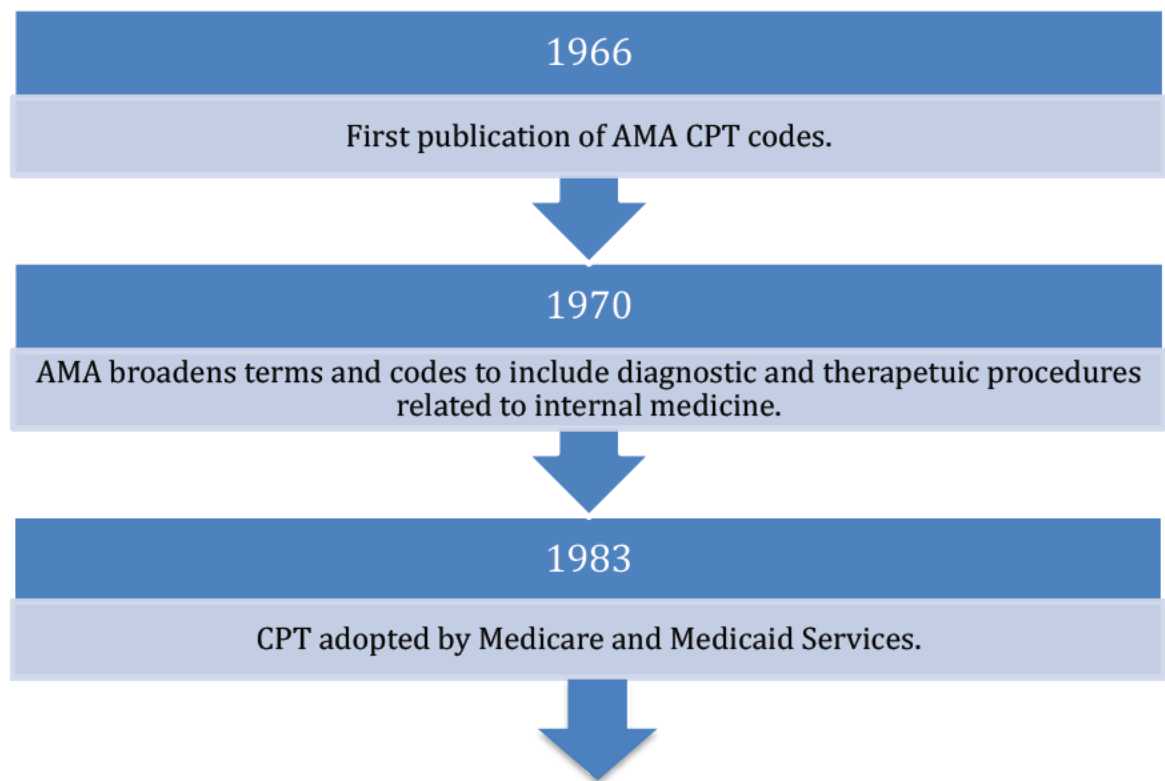 1966
First publication of AMA CPT codes.
1970
AMA broadens terms and codes to include diagnostic and therapetuic procedures
related to internal medicine.
1983
CPT adopted by Medicare and Medicaid Services.